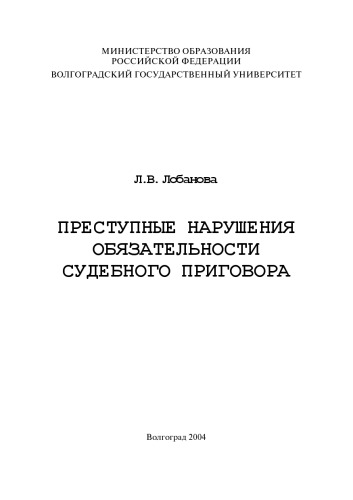 МИНИСТЕРСТВО ОБРАЗОВАНИЯ
РОССИЙСКОЙ ФЕДЕРАЦИИ
ВОЛГОГРАДСКИЙ ГОСУДАРСТВЕННЫЙ УНИВЕРСИТЕТ
Л.В. Лобанова
ПРЕСТУПНЫЕ НАРУШЕНИЯ
ОБЯЗАТЕЛЬНОСТИ
СУДЕБНОГО ПРИГОВОРА
Волгоград 2004